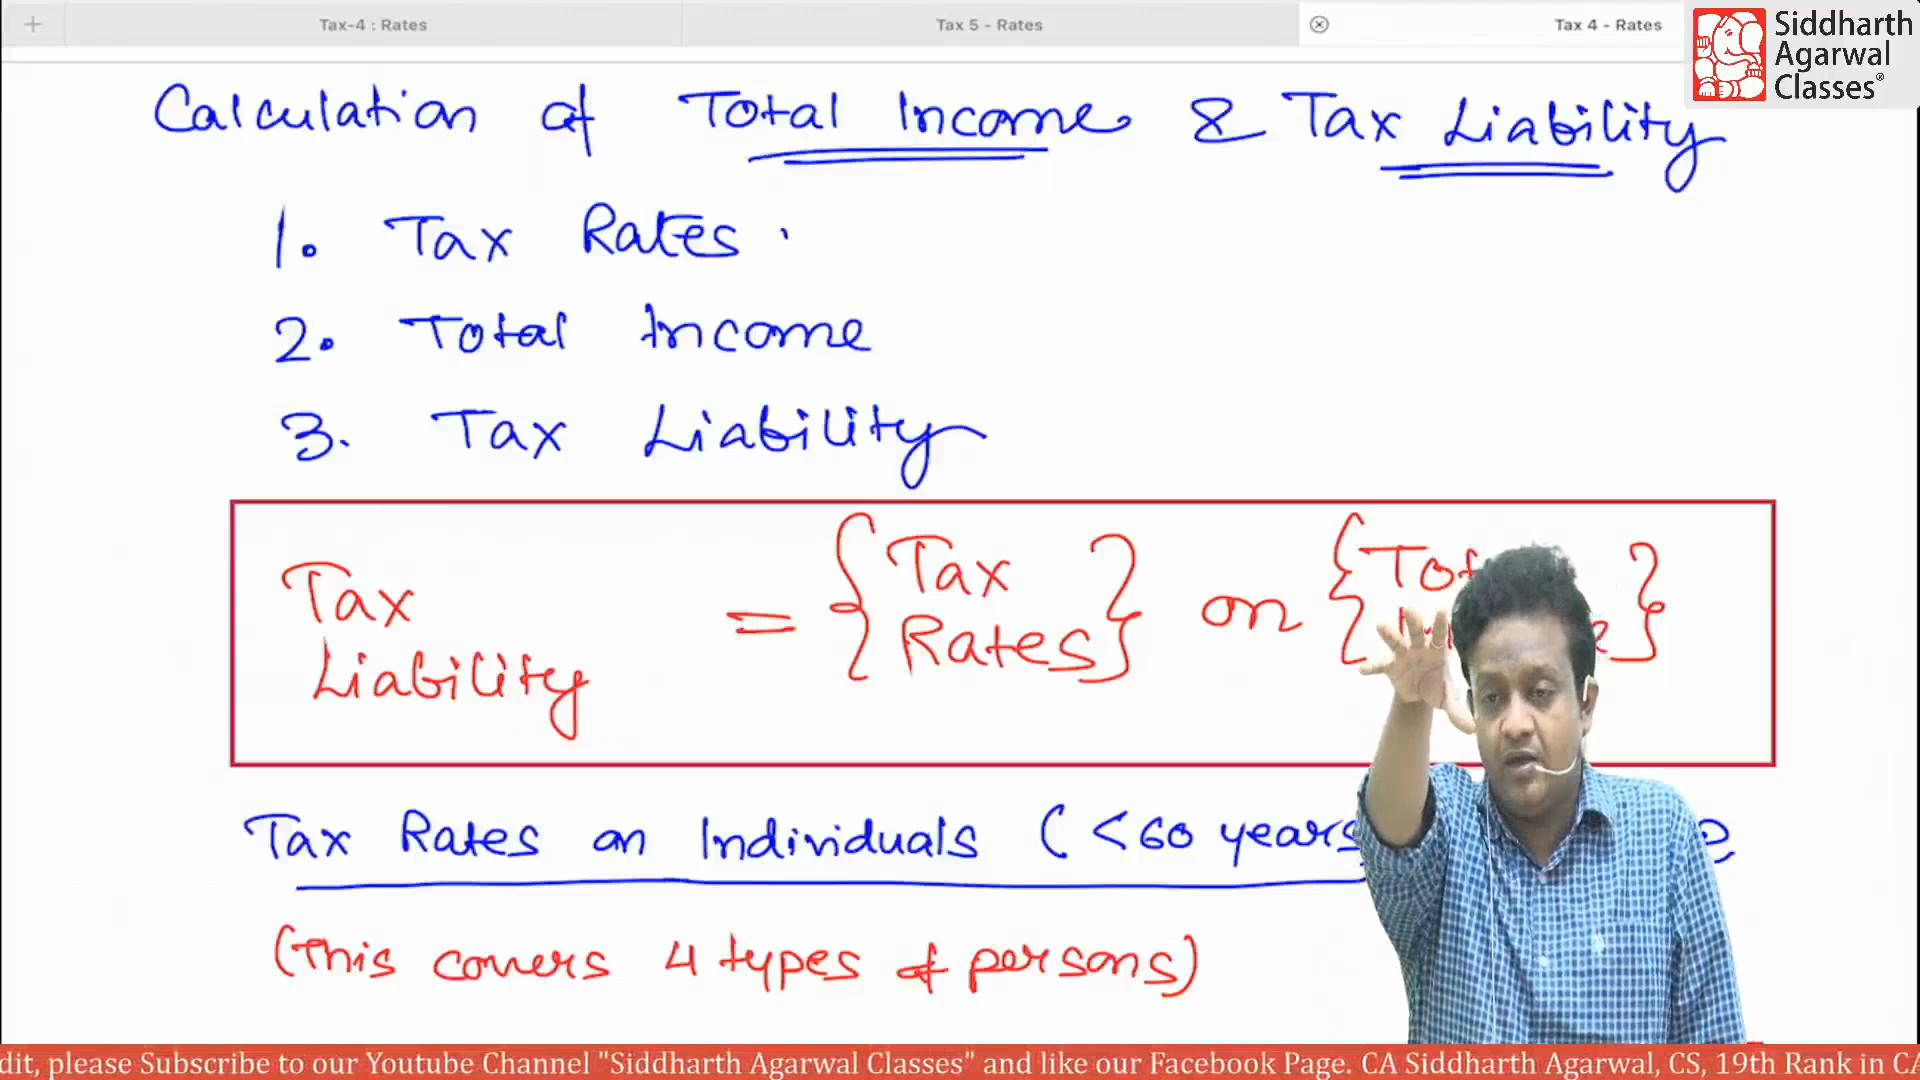 Tax-4 : Rates
Tax 5 - Rates
Tax 4 - Rates
Siddharth
Agarwal
Classes®
Calculation of Total Income & Tax Liability
1. Tax Rates
2. Total Income
3. Tax Liability
Tax Liability = {Tax Rates} on {
Tax Rates on Individuals ( <60 years
(This covers 4 types of persons)
please Subscribe to our Youtube Channel "Siddharth Agarwal Classes" and like our Facebook Page. CA Siddharth Agarwal, CS, 19th Rank in